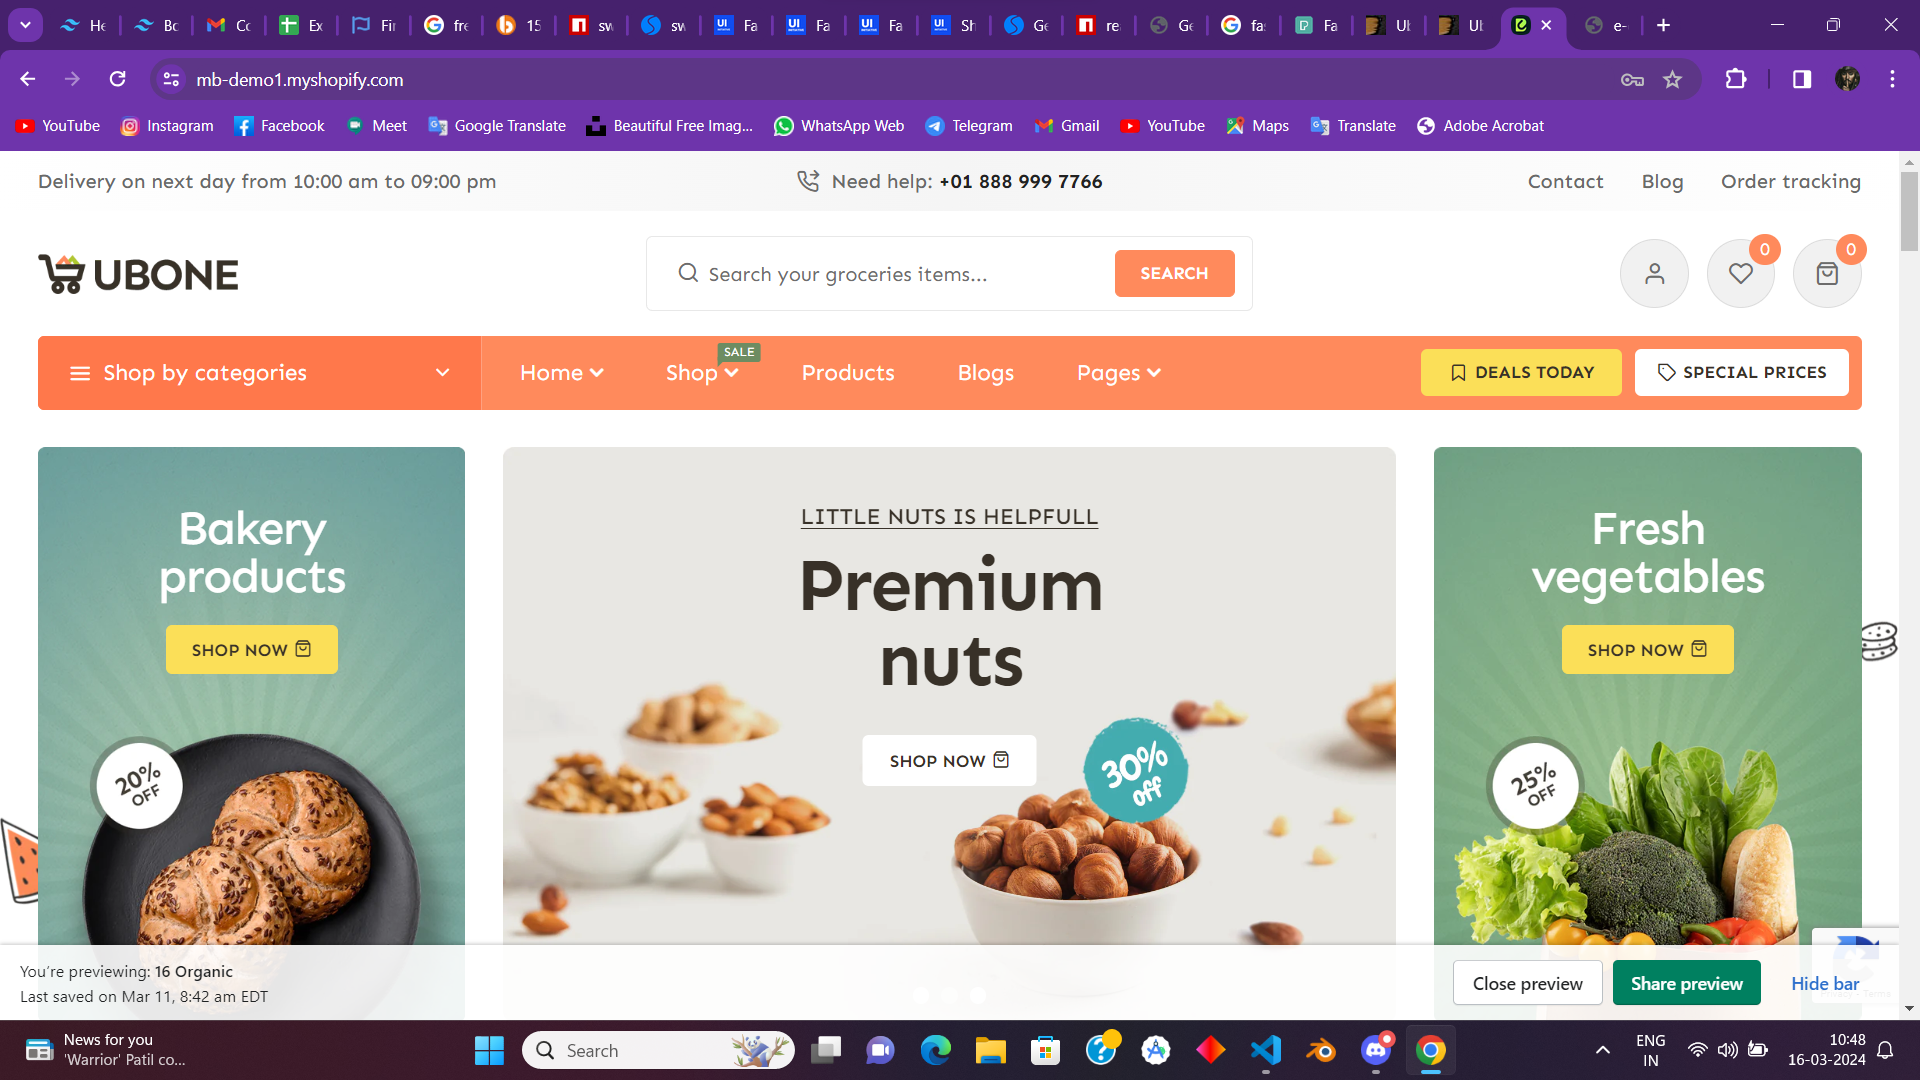 He
Bo
Co
Ex
Fir
fre
15
sw
sw
Fa
Fa
Fa
Sh
Ge
re
Ge
fa
Fa
Ub
Ub
e-
mb-demo1.myshopify.com
YouTube
Instagram
Facebook
Meet
Google Translate
Beautiful Free Imag...
WhatsApp Web
Telegram
Gmail
YouTube
Maps
Translate
Adobe Acrobat
Delivery on next day from 10:00 am to 09:00 pm
Need help: +01 888 999 7766
Contact
Blog
Order tracking
UBONE
Search your groceries items...
SEARCH
0
0
Shop by categories
Home
Shop
SALE
Products
Blogs
Pages
DEALS TODAY
SPECIAL PRICES
Bakery
products
SHOP NOW
20%
OFF
LITTLE NUTS IS HELPFULL
Premium
nuts
SHOP NOW
30%
off
Fresh
vegetables
SHOP NOW
25%
OFF
You're previewing: 16 Organic
Last saved on Mar 11, 8:42 am EDT
Close preview
Share preview
Hide bar
News for you
'Warrior' Patil co...
Search
ENG
IN
10:48
16-03-2024